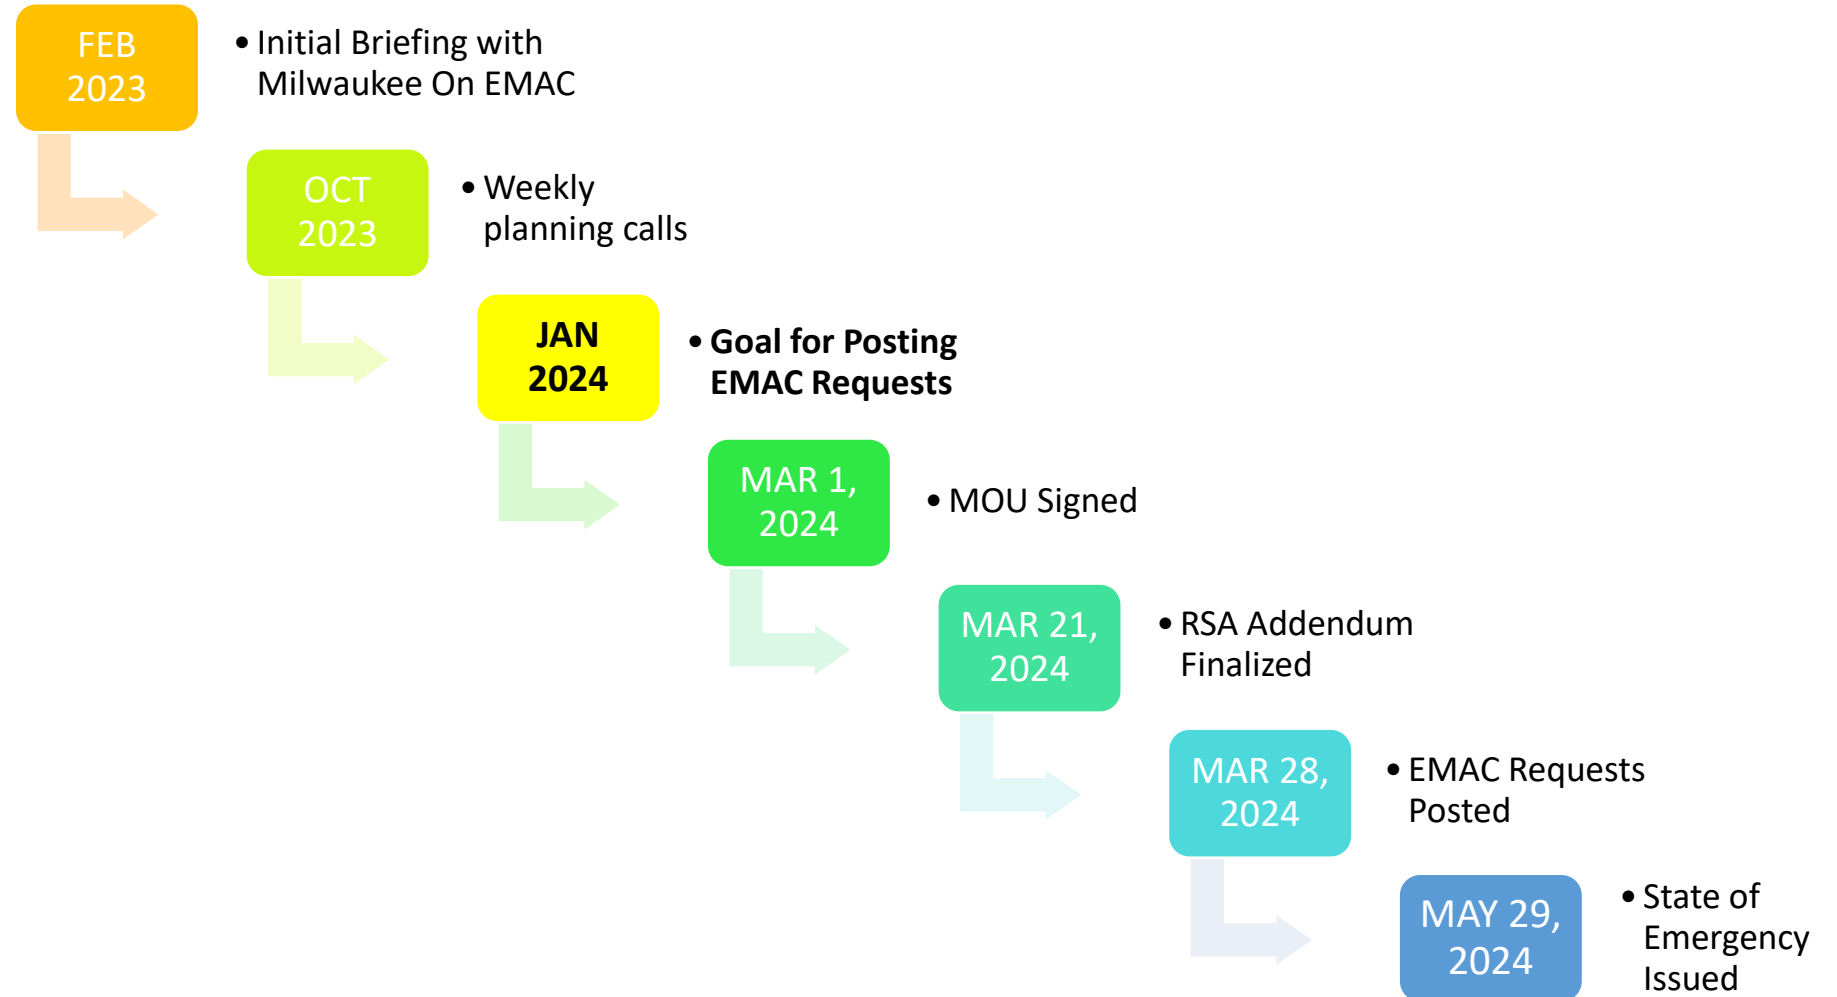 FEB
2023
• Initial Briefing with
Milwaukee On EMAC
OCT
2023
• Weekly
planning calls
JAN
2024
• Goal for Posting
EMAC Requests
MAR 1,
2024
• MOU Signed
MAR 21,
2024
• RSA Addendum
Finalized
MAR 28,
2024
• EMAC Requests
Posted
MAY 29,
2024
• State of
Emergency
Issued